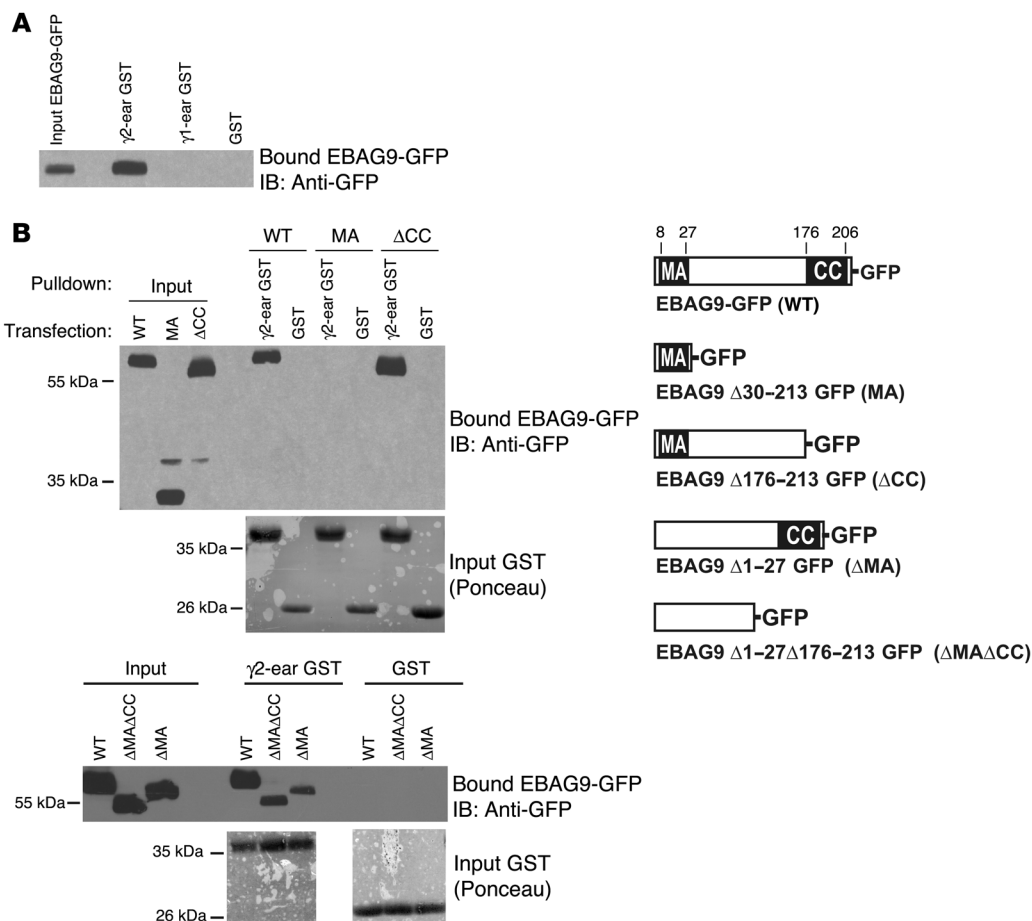 A
Input EBAG9-GFP
γ2-ear GST
γ1-ear GST
GST
Bound EBAG9-GFP
IB: Anti-GFP
B
WT MA ΔCC
Pulldown: Input γ2-ear GST GST γ2-ear GST GST γ2-ear GST GST
Transfection: WT MA ΔCC
55 kDa
35 kDa
Bound EBAG9-GFP
IB: Anti-GFP
35 kDa
26 kDa
Input GST
(Ponceau)
Input γ2-ear GST GST
WT ΔMAΔCC ΔMA WT ΔMAΔCC ΔMA WT ΔMAΔCC ΔMA
55 kDa
Bound EBAG9-GFP
IB: Anti-GFP
35 kDa
26 kDa
Input GST
(Ponceau)
8 27 176 206
MA CC GFP
EBAG9-GFP (WT)
MA GFP
EBAG9 Δ30–213 GFP (MA)
MA GFP
EBAG9 Δ176–213 GFP (ΔCC)
CC GFP
EBAG9 Δ1–27 GFP (ΔMA)
GFP
EBAG9 Δ1–27Δ176–213 GFP (ΔMAΔCC)